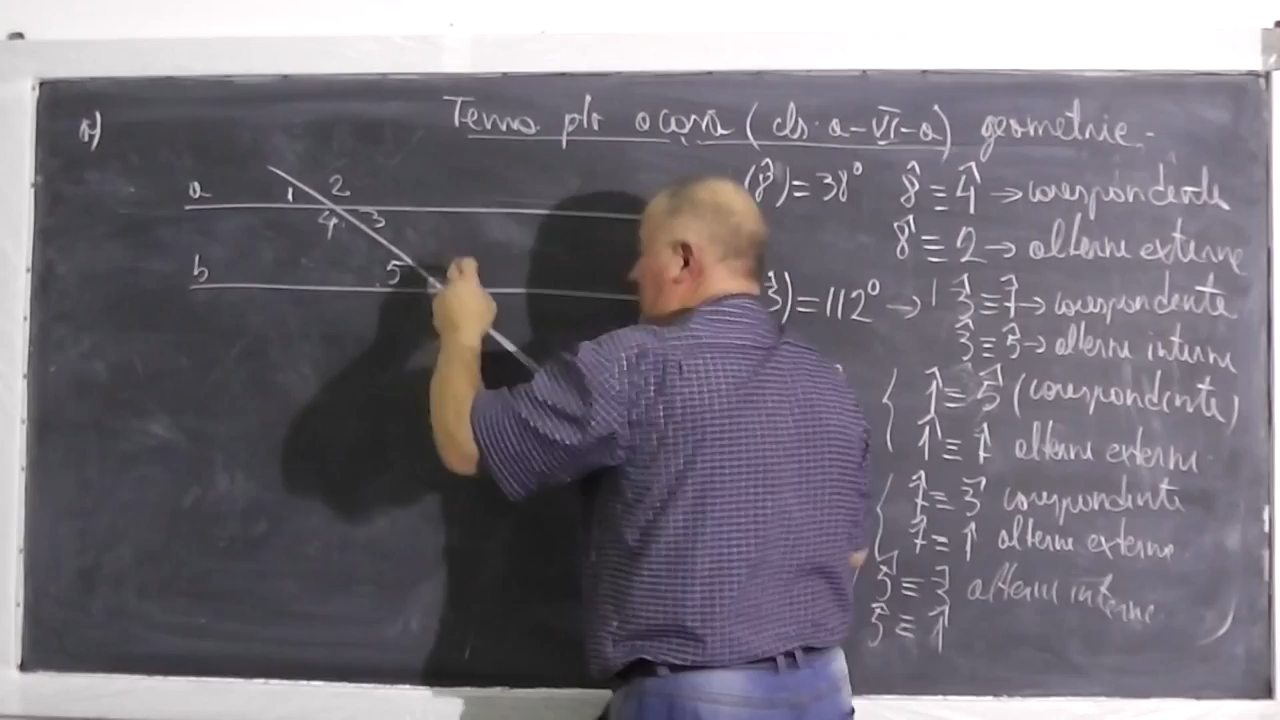 Tema ptr acasă (cls. a-VI-a) geometrie.
a
1 2
4 3
b
5
(8̂)=38° 8̂ ≡ 4̂ → corespondente
8̂ ≡ 2 → alterne externe
3̂)=112° → 3̂ ≡ 7̂ → corespondente
3̂ ≡ 5̂ → alterne interne
1̂ ≡ 5̂ (corespondente)
1̂ ≡ 7̂ alterne externe
7̂ ≡ 3̂ corespondente
7̂ ≡ 1̂ alterne externe
5̂ ≡ 3̂ alterne interne
5̂ ≡ 1̂